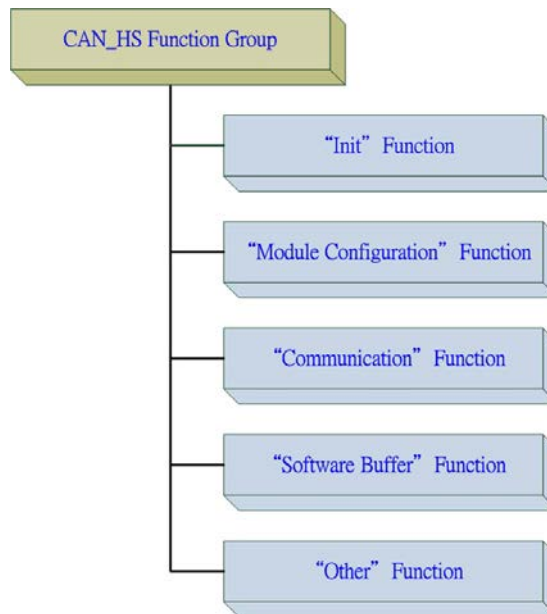 CAN_HS Function Group
“Init” Function
“Module Configuration” Function
“Communication” Function
“Software Buffer” Function
“Other” Function